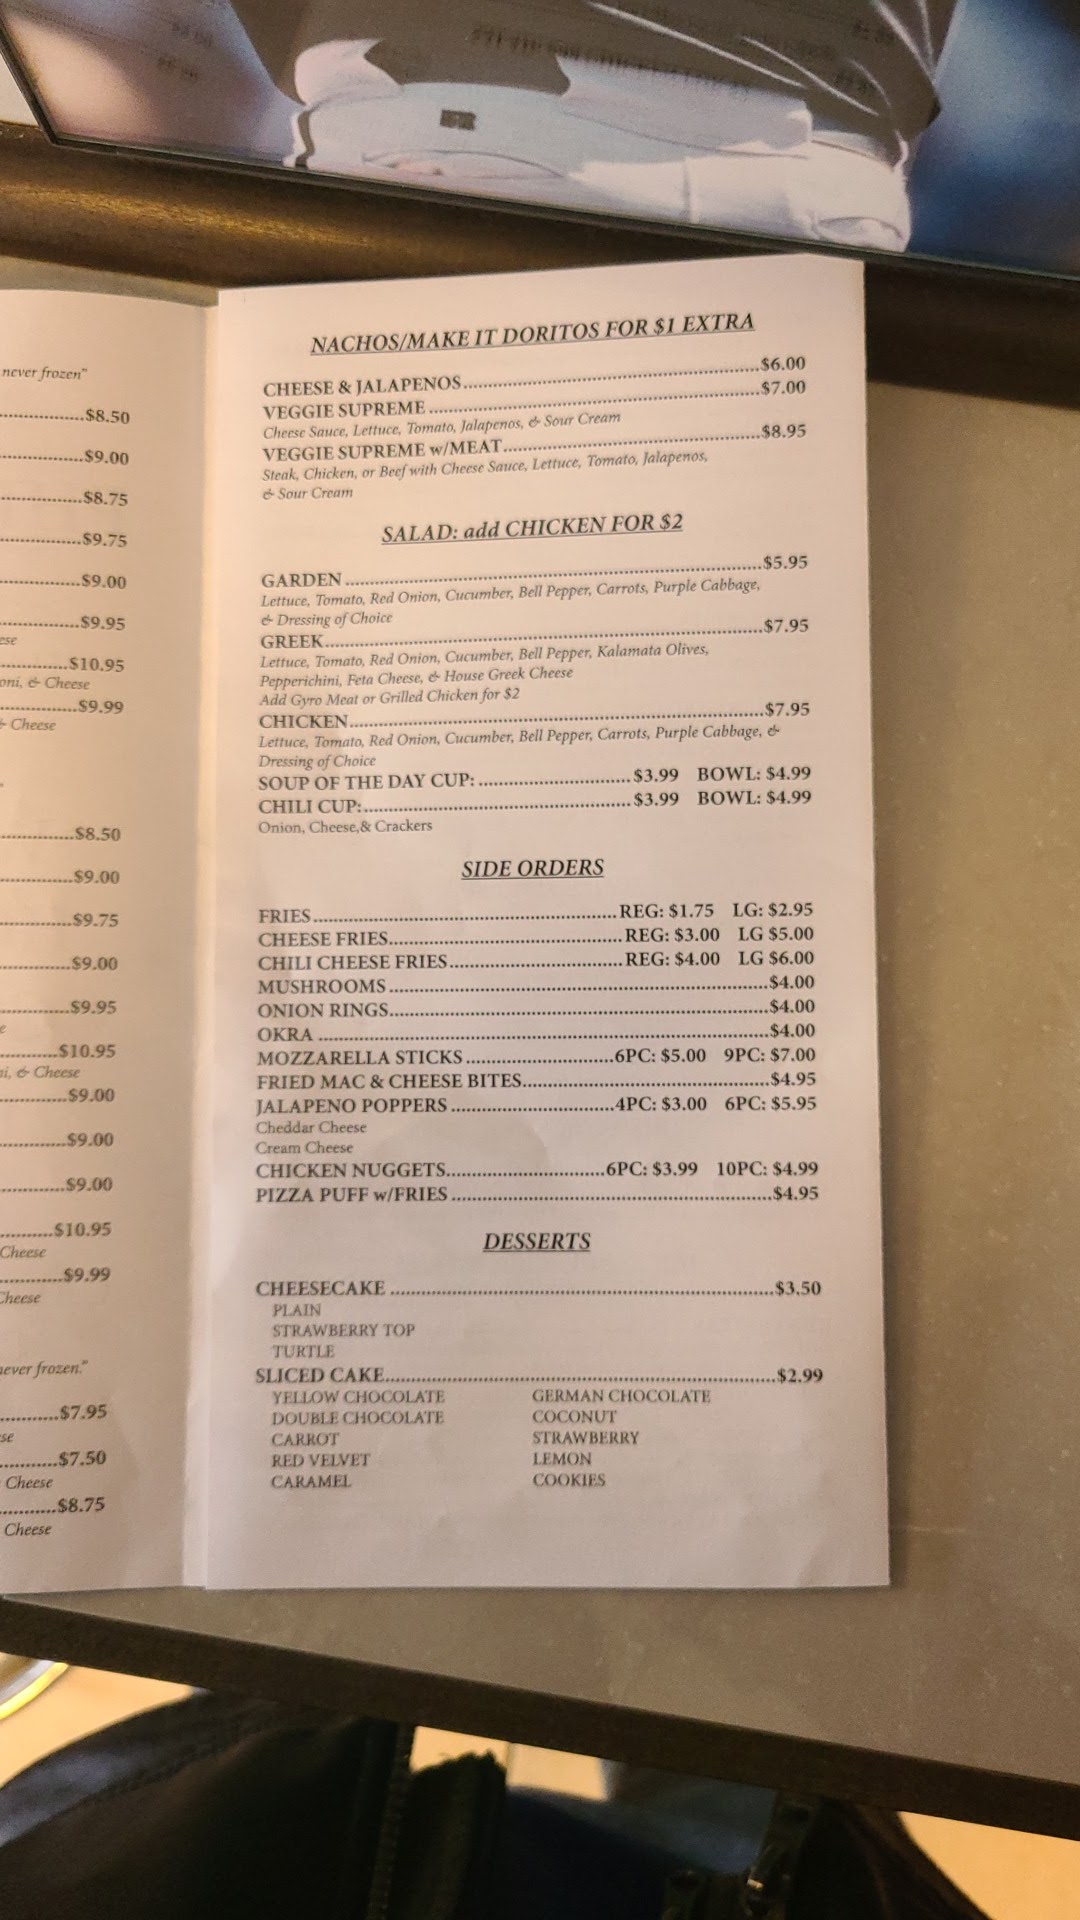 never frozen"
$8.50
$9.00
$8.75
$9.75
$9.00
$9.95
$10.95
& Cheese
$9.99
& Cheese
$8.50
$9.00
$9.75
$9.00
$9.95
$10.95
& Cheese
$9.00
$9.00
$9.00
$10.95
Cheese
$9.99
Cheese
never frozen."
$7.95
$7.50
Cheese
$8.75
Cheese
NACHOS/MAKE IT DORITOS FOR $1 EXTRA
CHEESE & JALAPENOS $6.00
VEGGIE SUPREME $7.00
Cheese Sauce, Lettuce, Tomato, Jalapenos, & Sour Cream
VEGGIE SUPREME w/MEAT $8.95
Steak, Chicken, or Beef with Cheese Sauce, Lettuce, Tomato, Jalapenos,
& Sour Cream
SALAD: add CHICKEN FOR $2
GARDEN $5.95
Lettuce, Tomato, Red Onion, Cucumber, Bell Pepper, Carrots, Purple Cabbage,
& Dressing of Choice
GREEK $7.95
Lettuce, Tomato, Red Onion, Cucumber, Bell Pepper, Kalamata Olives,
Pepperichini, Feta Cheese, & House Greek Cheese
Add Gyro Meat or Grilled Chicken for $2
CHICKEN $7.95
Lettuce, Tomato, Red Onion, Cucumber, Bell Pepper, Carrots, Purple Cabbage, &
Dressing of Choice
SOUP OF THE DAY CUP: $3.99 BOWL: $4.99
CHILI CUP: $3.99 BOWL: $4.99
Onion, Cheese,& Crackers
SIDE ORDERS
FRIES REG: $1.75 LG: $2.95
CHEESE FRIES REG: $3.00 LG $5.00
CHILI CHEESE FRIES REG: $4.00 LG $6.00
MUSHROOMS $4.00
ONION RINGS $4.00
OKRA $4.00
MOZZARELLA STICKS 6PC: $5.00 9PC: $7.00
FRIED MAC & CHEESE BITES $4.95
JALAPENO POPPERS 4PC: $3.00 6PC: $5.95
Cheddar Cheese
Cream Cheese
CHICKEN NUGGETS 6PC: $3.99 10PC: $4.99
PIZZA PUFF w/FRIES $4.95
DESSERTS
CHEESECAKE $3.50
PLAIN
STRAWBERRY TOP
TURTLE
SLICED CAKE $2.99
YELLOW CHOCOLATE GERMAN CHOCOLATE
DOUBLE CHOCOLATE COCONUT
CARROT STRAWBERRY
RED VELVET LEMON
CARAMEL COOKIES